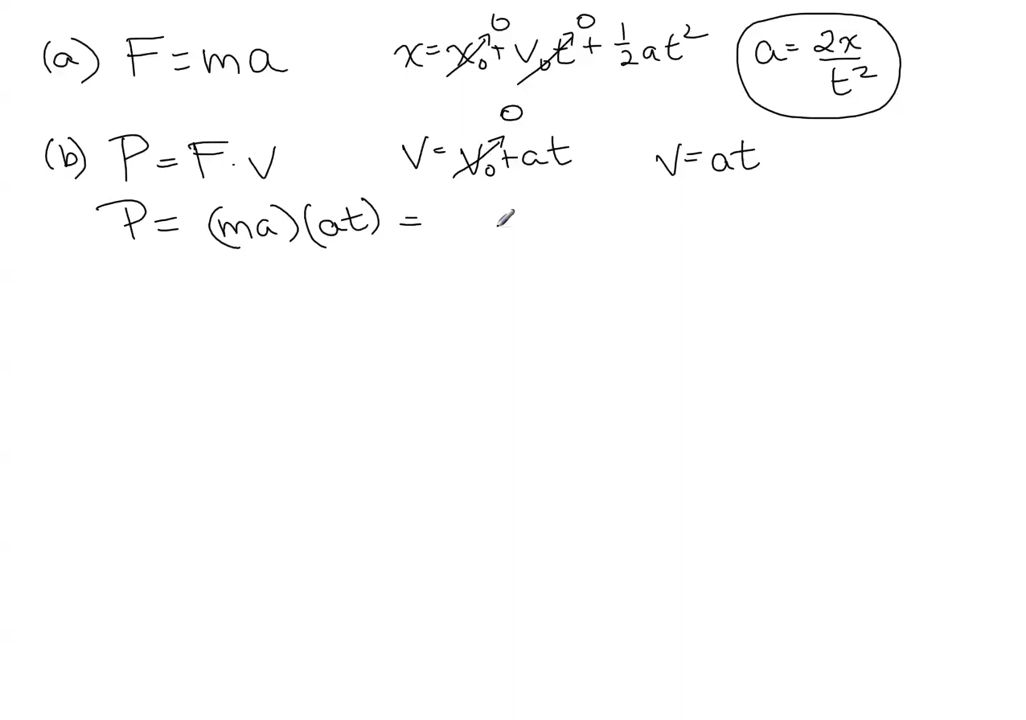 (a) F = ma x = x₀ + v₀t + ½at² a = 2x/t²
0 0
(b) P = F · v v = v₀ + at v = at
0
P = (ma)(at) =